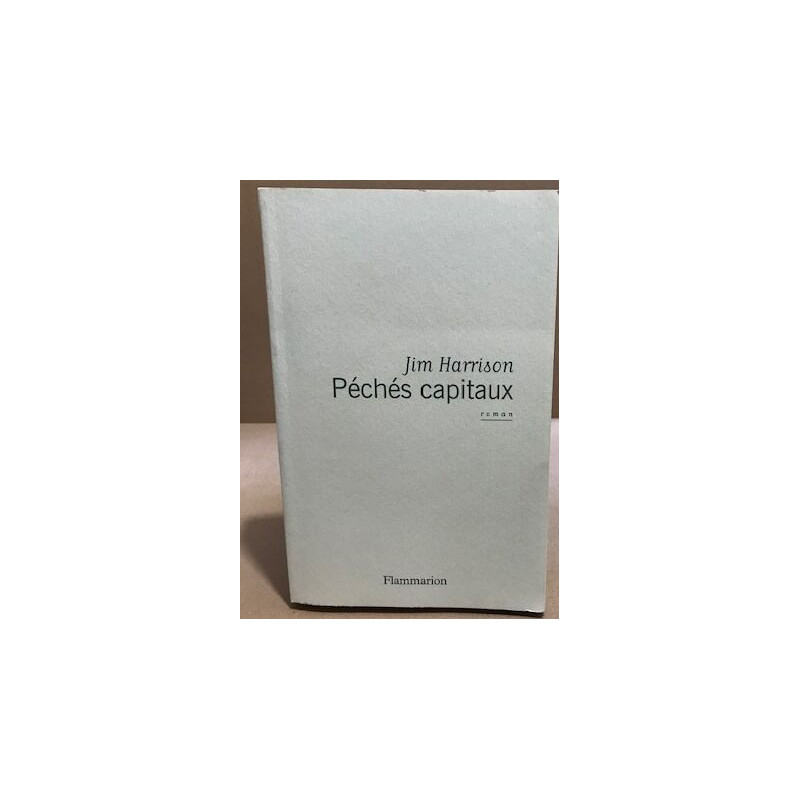 Jim Harrison
Péchés capitaux
roman
Flammarion